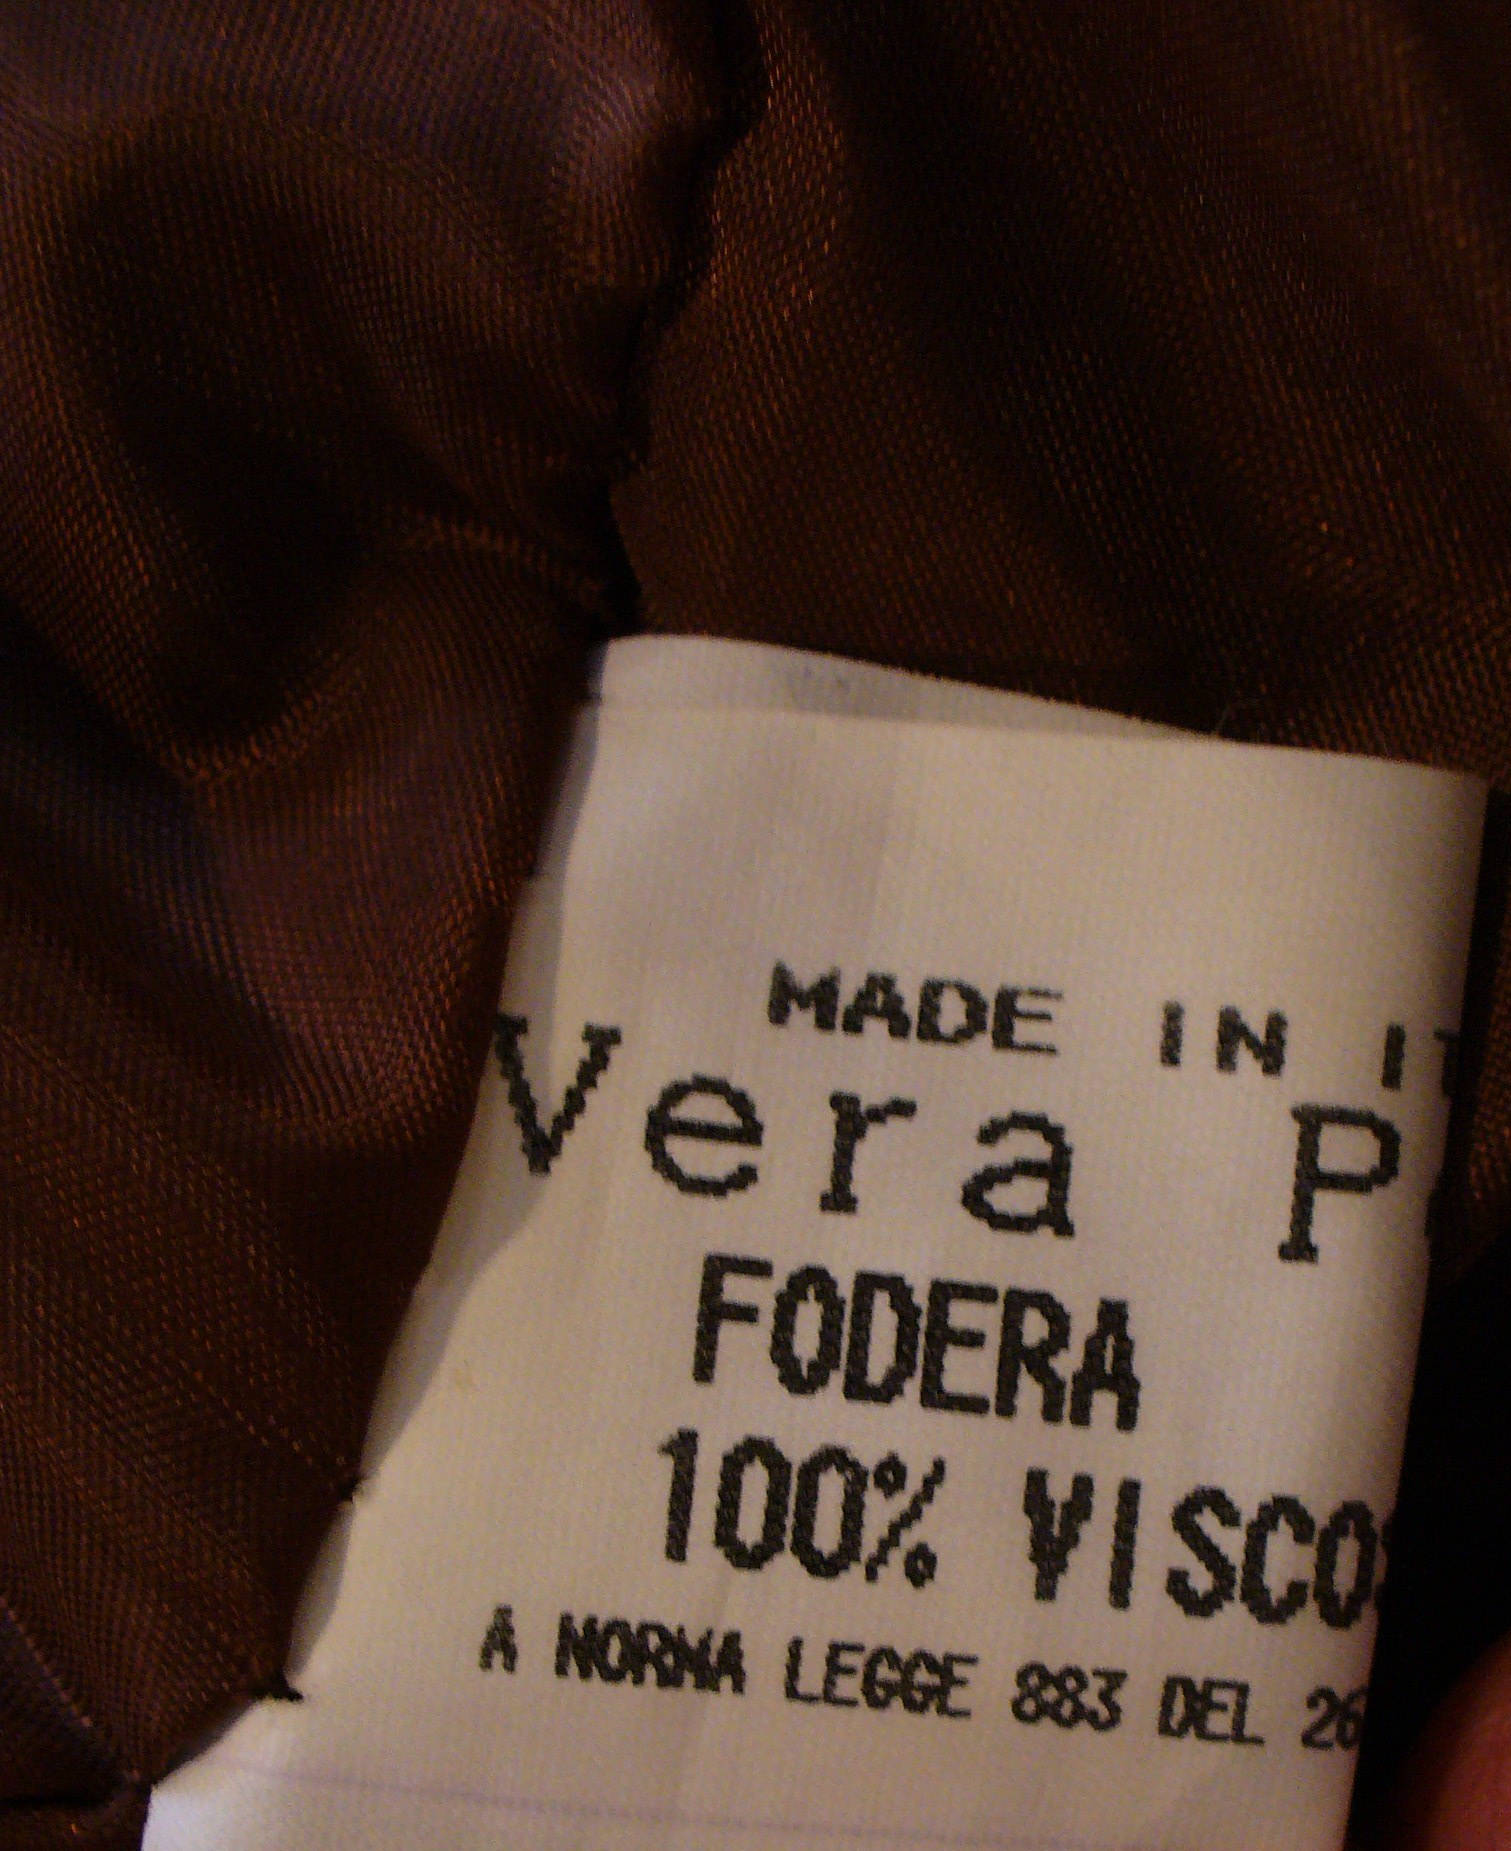 MADE IN IT
Vera P
FODERA
100% VISCO
A NORMA LEGGE 883 DEL 26